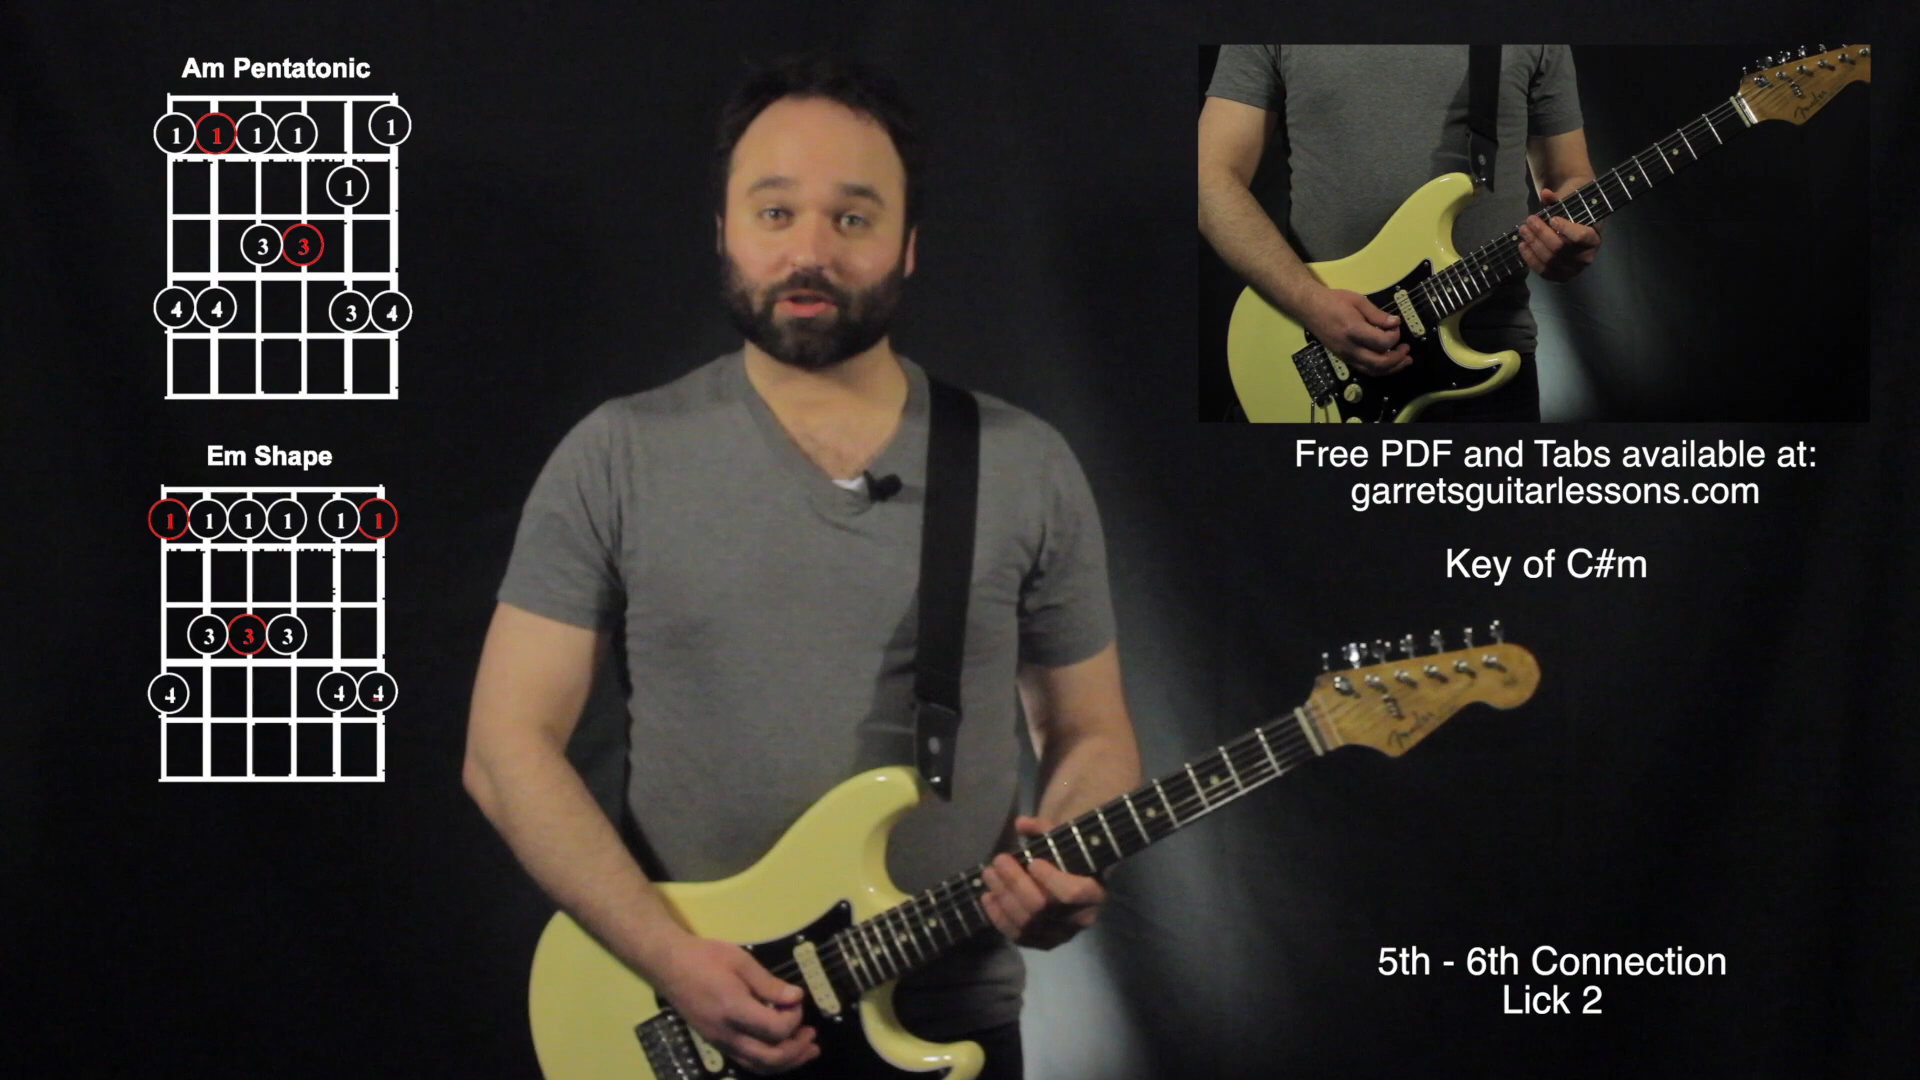 Am Pentatonic
1 1 1 1 1
1
3 3
4 4 3 4
Em Shape
1 1 1 1 1 1
3 3 3
4 4 4
Fender
Free PDF and Tabs available at:
garretsguitarlessons.com
Key of C#m
Fender
5th - 6th Connection
Lick 2